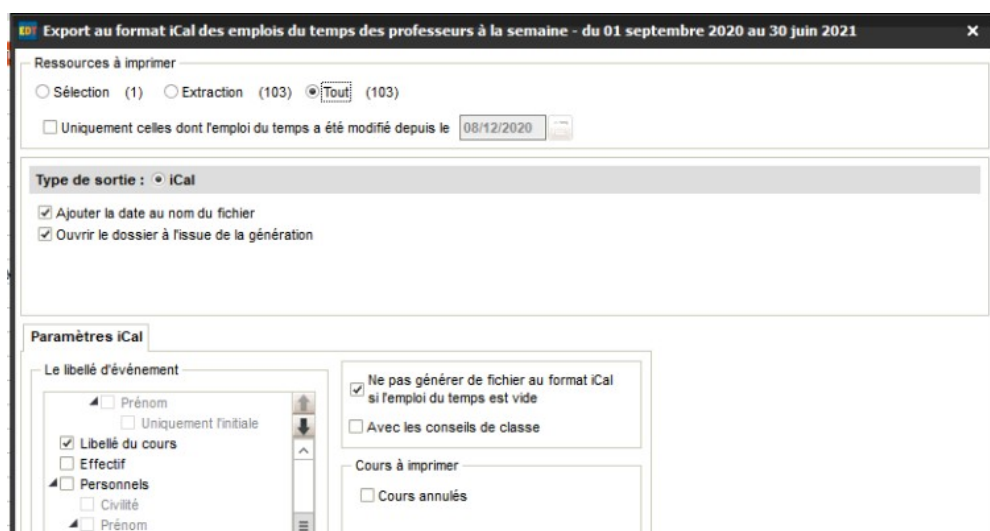 EDT Export au format iCal des emplois du temps des professeurs à la semaine - du 01 septembre 2020 au 30 juin 2021
Ressources à imprimer
Sélection (1) Extraction (103) Tout (103)
Uniquement celles dont l'emploi du temps a été modifié depuis le 08/12/2020
Type de sortie : iCal
Ajouter la date au nom du fichier
Ouvrir le dossier à l'issue de la génération
Paramètres iCal
Le libellé d'événement
Prénom
Uniquement l'initiale
Libellé du cours
Effectif
Personnels
Civilité
Prénom
Ne pas générer de fichier au format iCal
si l'emploi du temps est vide
Avec les conseils de classe
Cours à imprimer
Cours annulés